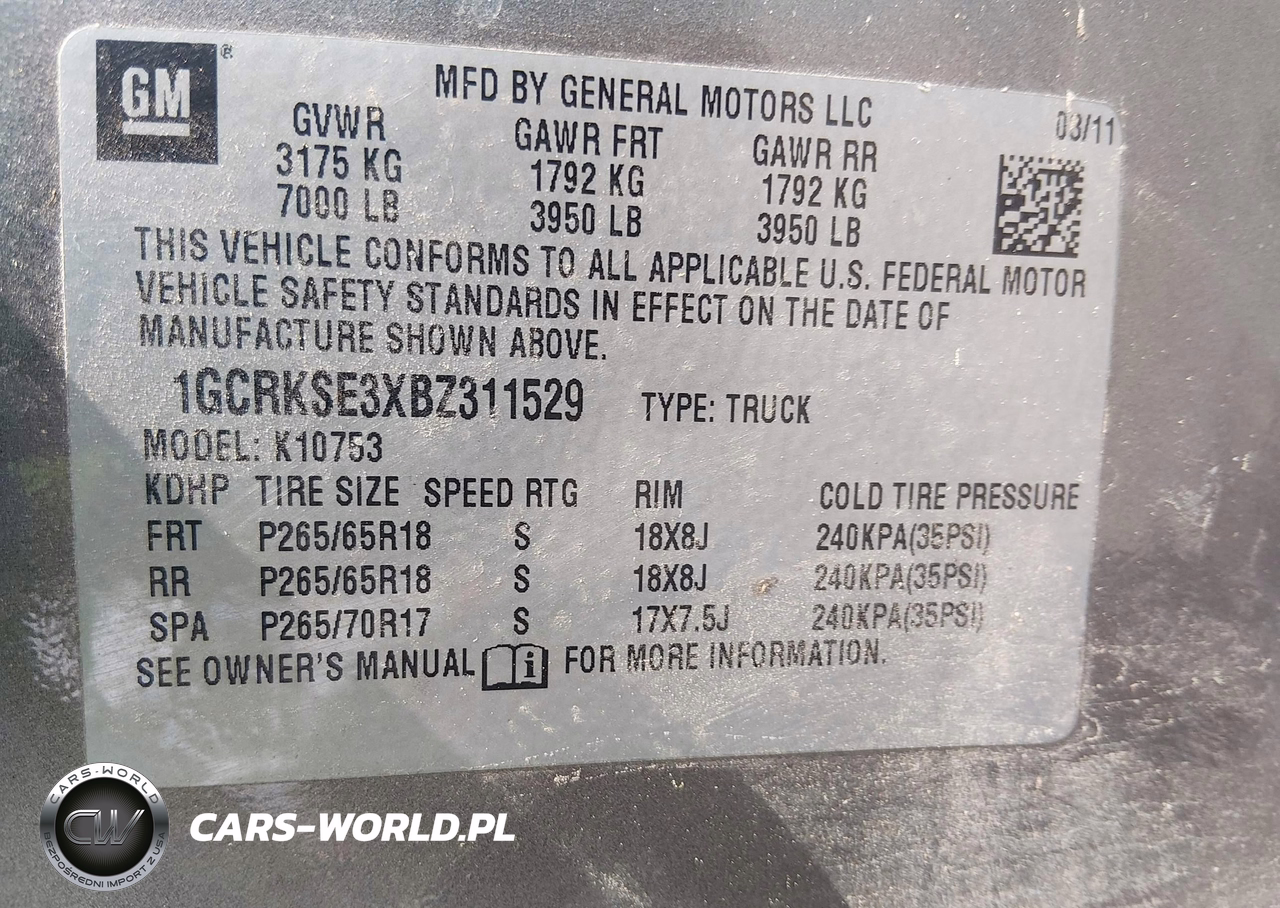 GM®
MFD BY GENERAL MOTORS LLC
03/11
GVWR GAWR FRT GAWR RR
3175 KG 1792 KG 1792 KG
7000 LB 3950 LB 3950 LB
THIS VEHICLE CONFORMS TO ALL APPLICABLE U.S. FEDERAL MOTOR
VEHICLE SAFETY STANDARDS IN EFFECT ON THE DATE OF
MANUFACTURE SHOWN ABOVE.
1GCRKSE3XBZ311529 TYPE: TRUCK
MODEL: K10753
KDHP TIRE SIZE SPEED RTG RIM COLD TIRE PRESSURE
FRT P265/65R18 S 18X8J 240KPA(35PSI)
RR P265/65R18 S 18X8J 240KPA(35PSI)
SPA P265/70R17 S 17X7.5J 240KPA(35PSI)
SEE OWNER'S MANUAL i FOR MORE INFORMATION.
CARS-WORLD
CW
BEZPOŚREDNI IMPORT Z USA
CARS-WORLD.PL